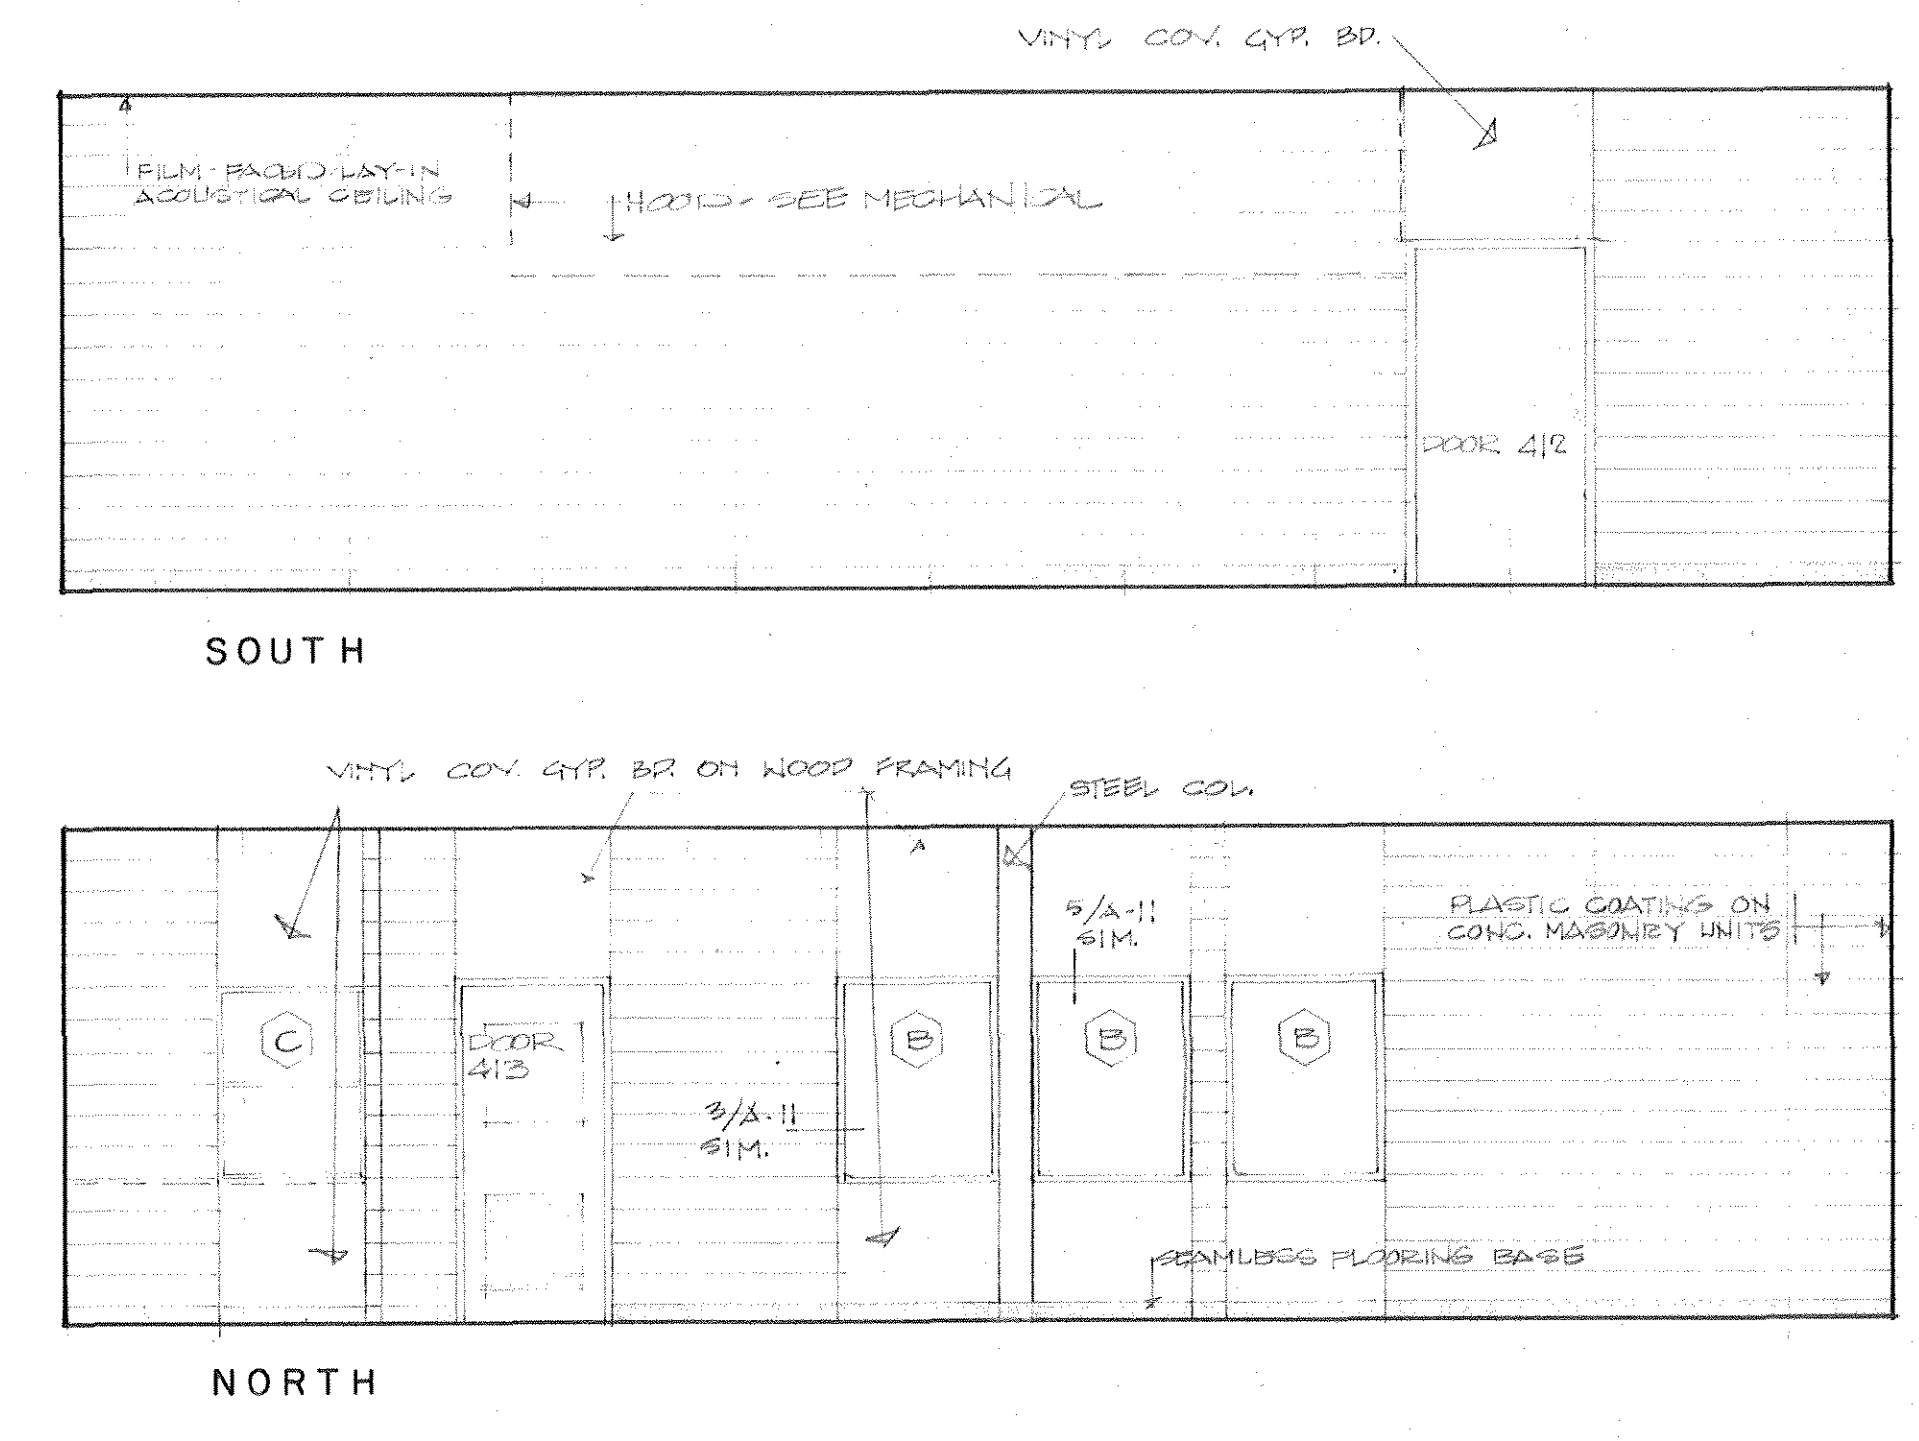 VINYL COV. GYP. BD.
FILM-FACED LAY-IN
ACOUSTICAL CEILING
HOOD - SEE MECHANICAL
DOOR 412
SOUTH
VINYL COV. GYP. BD. ON WOOD FRAMING
STEEL COL.
5/A-11
SIM.
PLASTIC COATING ON
CONC. MASONRY UNITS
C
DOOR
413
B
B
B
3/A-11
SIM.
SEAMLESS FLOORING BASE
NORTH